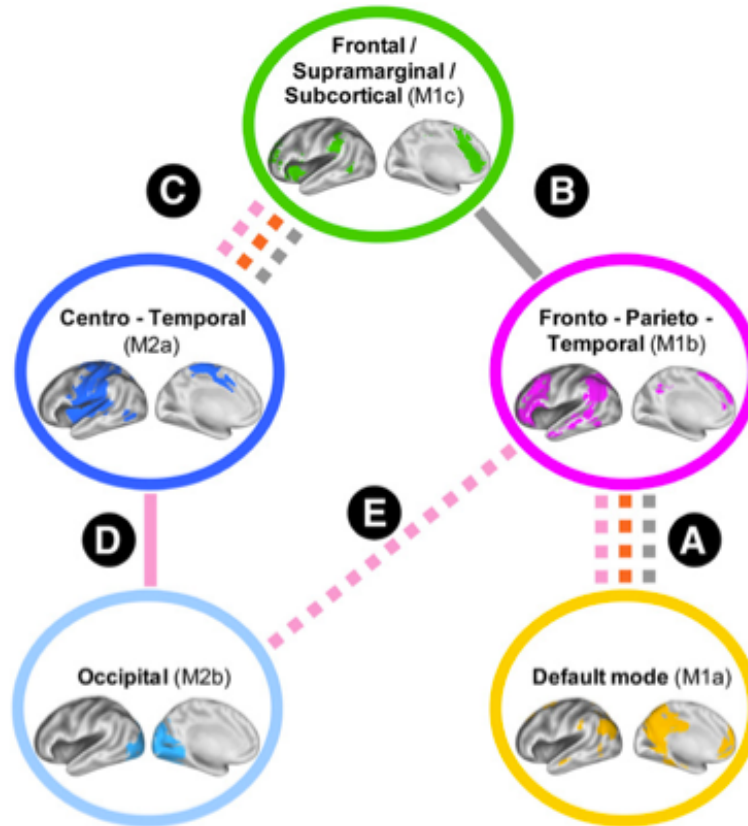 Frontal /
Supramarginal /
Subcortical (M1c)
C
B
Centro - Temporal
(M2a)
Fronto - Parieto -
Temporal (M1b)
D
E
A
Occipital (M2b)
Default mode (M1a)